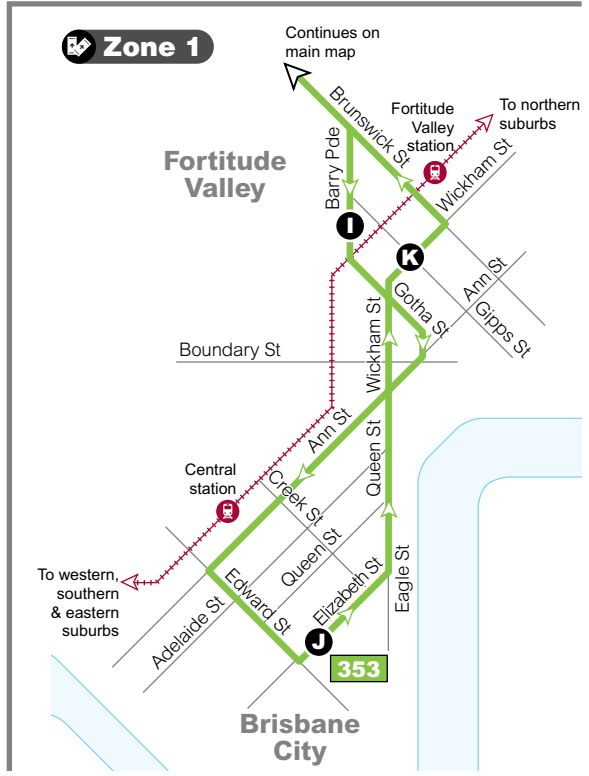 Zone 1
Continues on
main map
Brunswick St
Fortitude
Valley
station
To northern
suburbs
Barry Pde
Fortitude
Valley
Wickham St
I
K
Ann St
Gotha St
Gipps St
Wickham St
Boundary St
Ann St
Queen St
Central
station
Creek St
Queen St
To western,
southern
& eastern
suburbs
Edward St
Elizabeth St
Eagle St
Adelaide St
J
353
Brisbane
City